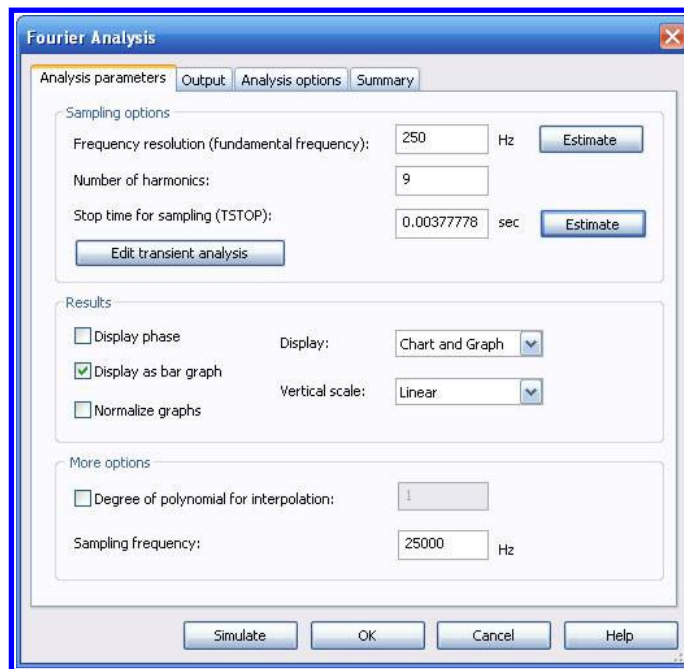 Fourier Analysis
Analysis parameters Output Analysis options Summary
Sampling options
Frequency resolution (fundamental frequency): 250 Hz Estimate
Number of harmonics: 9
Stop time for sampling (TSTOP): 0.00377778 sec Estimate
Edit transient analysis
Results
Display phase Display: Chart and Graph
Display as bar graph
Vertical scale: Linear
Normalize graphs
More options
Degree of polynomial for interpolation: 1
Sampling frequency: 25000 Hz
Simulate OK Cancel Help